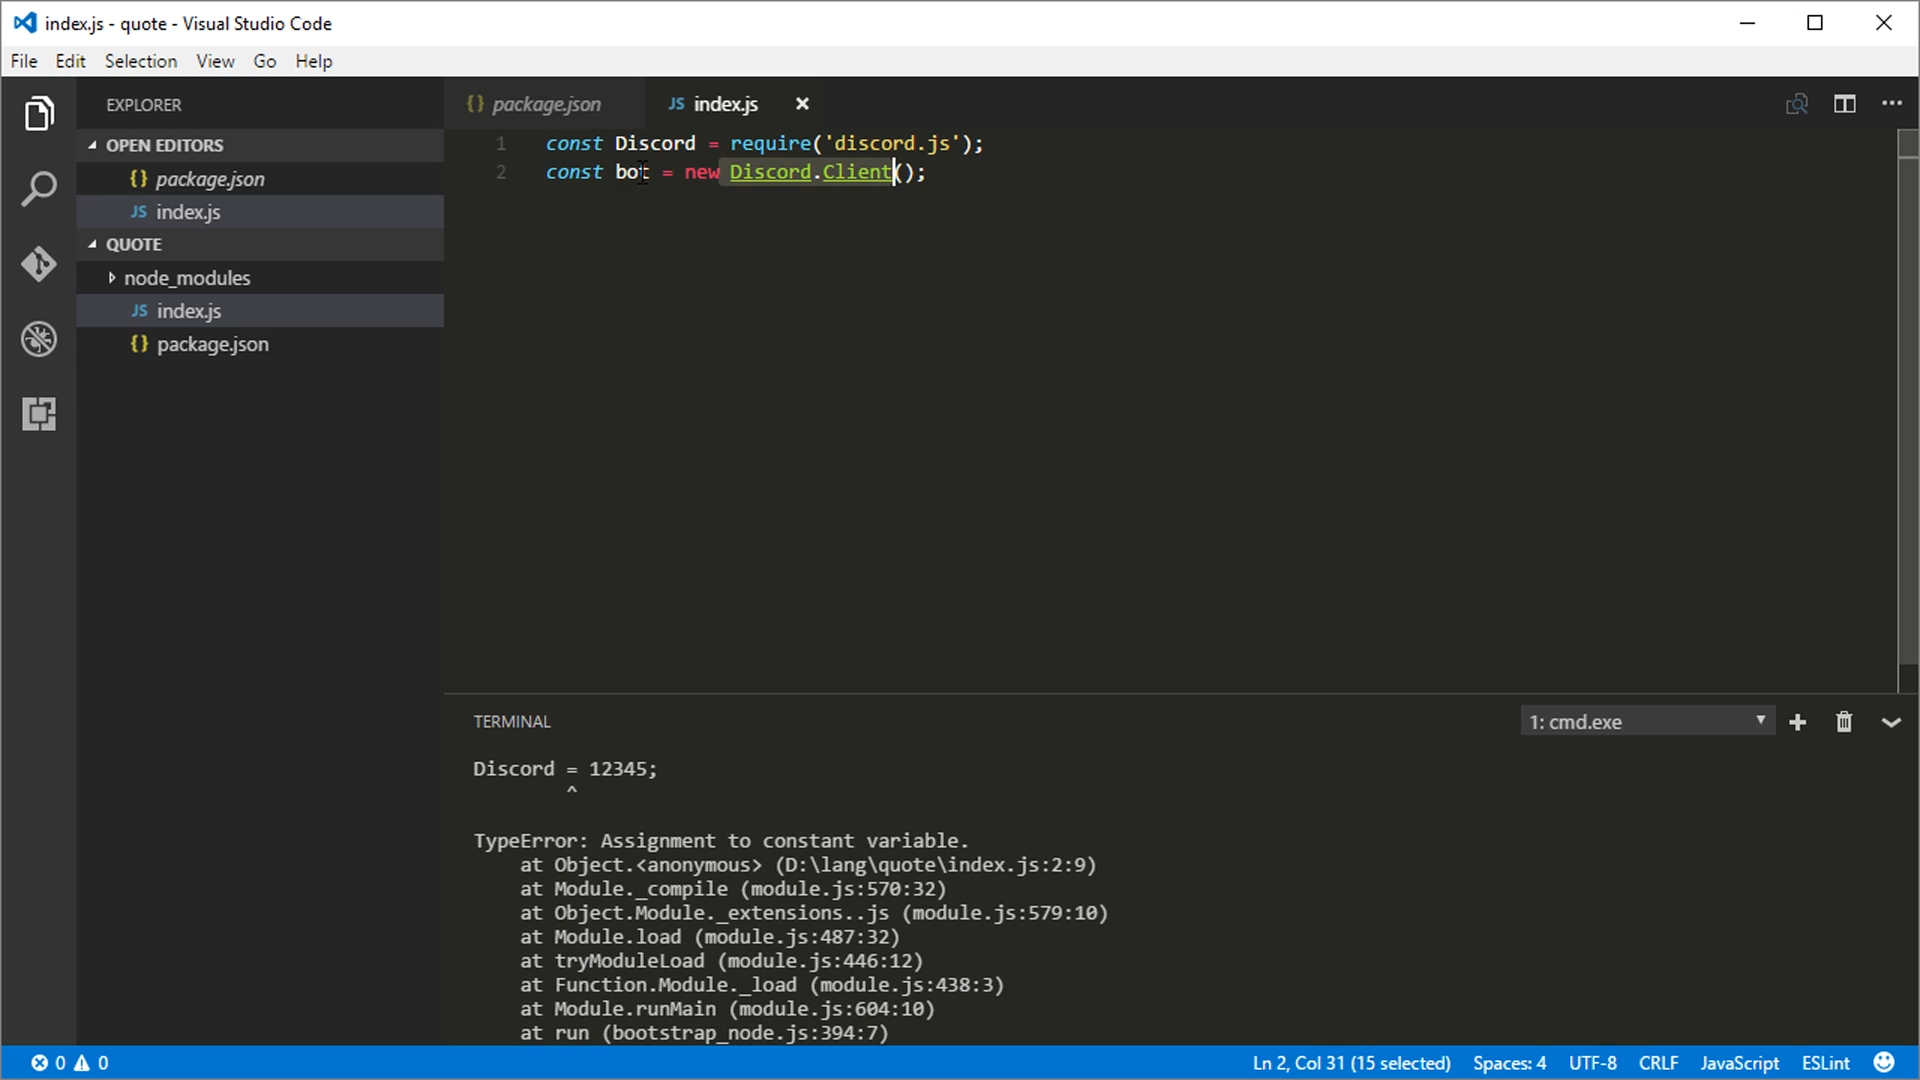 index.js - quote - Visual Studio Code
File Edit Selection View Go Help
EXPLORER
OPEN EDITORS
{} package.json
JS index.js
QUOTE
node_modules
JS index.js
{} package.json
{} package.json JS index.js
1 const Discord = require('discord.js');
2 const bot = new Discord.Client();
TERMINAL
1: cmd.exe
Discord = 12345;
^
TypeError: Assignment to constant variable.
at Object.<anonymous> (D:\lang\quote\index.js:2:9)
at Module._compile (module.js:570:32)
at Object.Module._extensions..js (module.js:579:10)
at Module.load (module.js:487:32)
at tryModuleLoad (module.js:446:12)
at Function.Module._load (module.js:438:3)
at Module.runMain (module.js:604:10)
at run (bootstrap_node.js:394:7)
0 0 Ln 2, Col 31 (15 selected) Spaces: 4 UTF-8 CRLF JavaScript ESLint